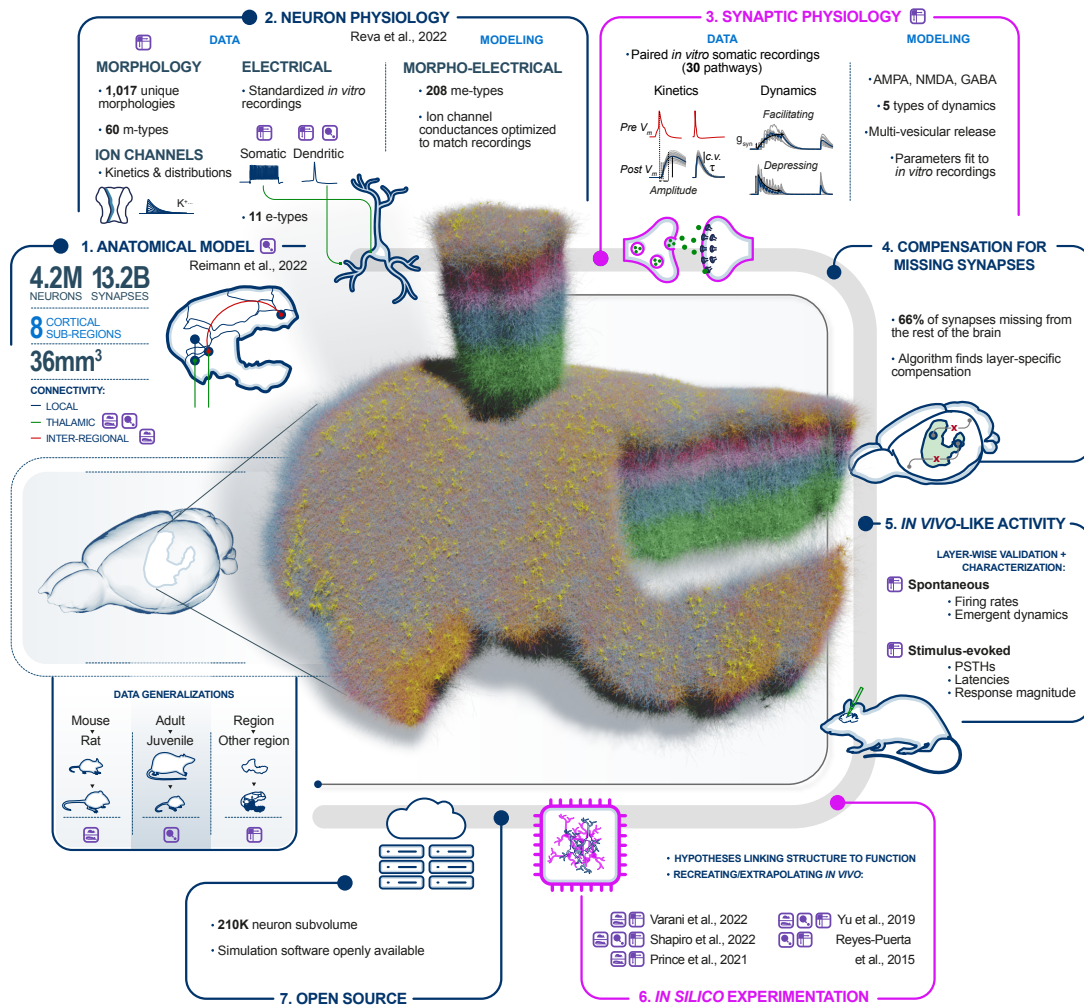 2. NEURON PHYSIOLOGY
Reva et al., 2022
DATA
MODELING
MORPHOLOGY
• 1,017 unique
morphologies
• 60 m-types
ION CHANNELS
• Kinetics & distributions
K+
ELECTRICAL
• Standardized in vitro
recordings
Somatic
Dendritic
• 11 e-types
MORPHO-ELECTRICAL
• 208 me-types
• Ion channel
conductances optimized
to match recordings
3. SYNAPTIC PHYSIOLOGY
DATA
MODELING
• Paired in vitro somatic recordings
(30 pathways)
Kinetics
Dynamics
Pre Vm
Post Vm
Amplitude
c.v.
τ
Facilitating
gsyn
Depressing
• AMPA, NMDA, GABA
• 5 types of dynamics
• Multi-vesicular release
• Parameters fit to
in vitro recordings
1. ANATOMICAL MODEL
Reimann et al., 2022
4.2M 13.2B
NEURONS SYNAPSES
8 CORTICAL
SUB-REGIONS
36mm3
CONNECTIVITY:
LOCAL
THALAMIC
INTER-REGIONAL
4. COMPENSATION FOR
MISSING SYNAPSES
• 66% of synapses missing from
the rest of the brain
• Algorithm finds layer-specific
compensation
x
x
5. IN VIVO-LIKE ACTIVITY
LAYER-WISE VALIDATION +
CHARACTERIZATION:
Spontaneous
• Firing rates
• Emergent dynamics
Stimulus-evoked
• PSTHs
• Latencies
• Response magnitude
DATA GENERALIZATIONS
Mouse
Rat
Adult
Juvenile
Region
Other region
• 210K neuron subvolume
• Simulation software openly available
7. OPEN SOURCE
• HYPOTHESES LINKING STRUCTURE TO FUNCTION
• RECREATING/EXTRAPOLATING IN VIVO:
Varani et al., 2022
Shapiro et al., 2022
Prince et al., 2021
Yu et al., 2019
Reyes-Puerta
et al., 2015
6. IN SILICO EXPERIMENTATION